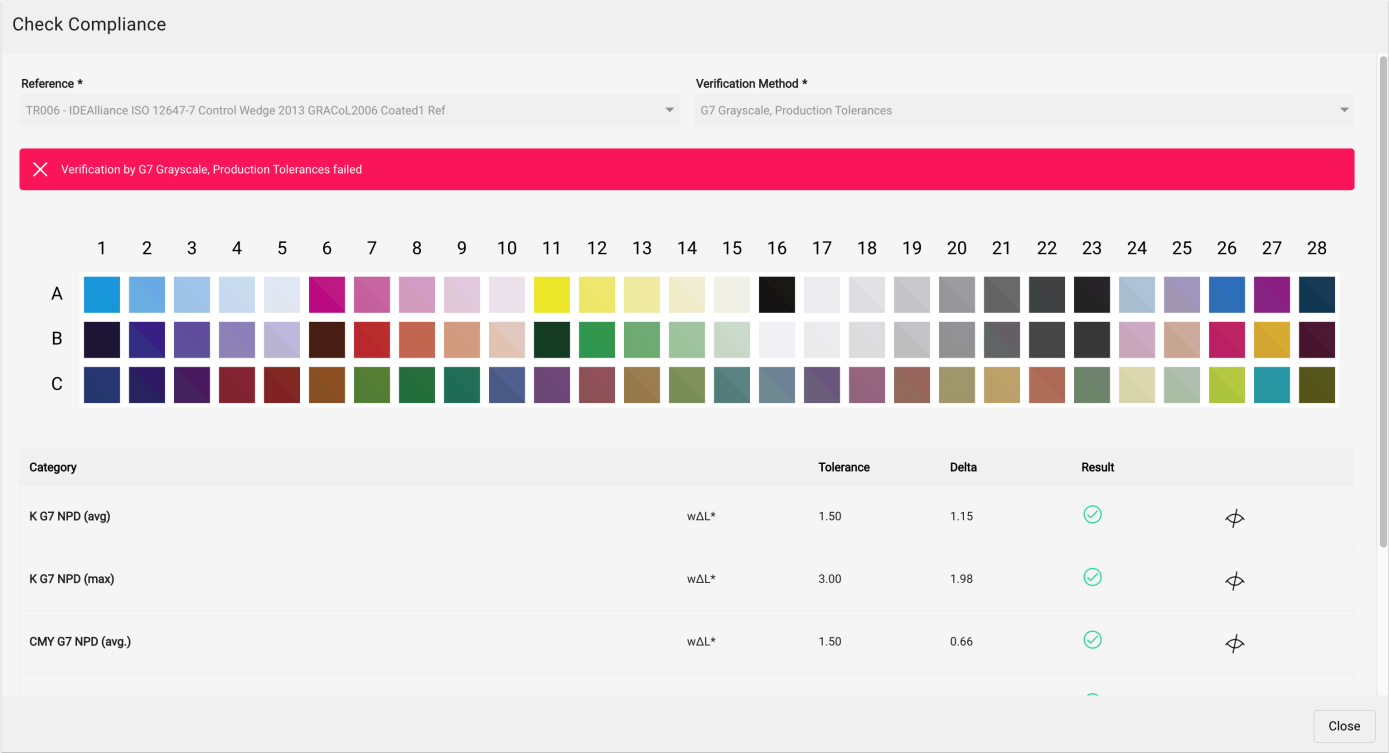 Check Compliance
Reference * Verification Method *
TR006 - IDEAlliance ISO 12647-7 Control Wedge 2013 GRACoL2006 Coated1 Ref G7 Grayscale, Production Tolerances
Verification by G7 Grayscale, Production Tolerances failed
1 2 3 4 5 6 7 8 9 10 11 12 13 14 15 16 17 18 19 20 21 22 23 24 25 26 27 28
A
B
C
Category Tolerance Delta Result
K G7 NPD (avg) wΔL* 1.50 1.15
K G7 NPD (max) wΔL* 3.00 1.98
CMY G7 NPD (avg.) wΔL* 1.50 0.66
Close